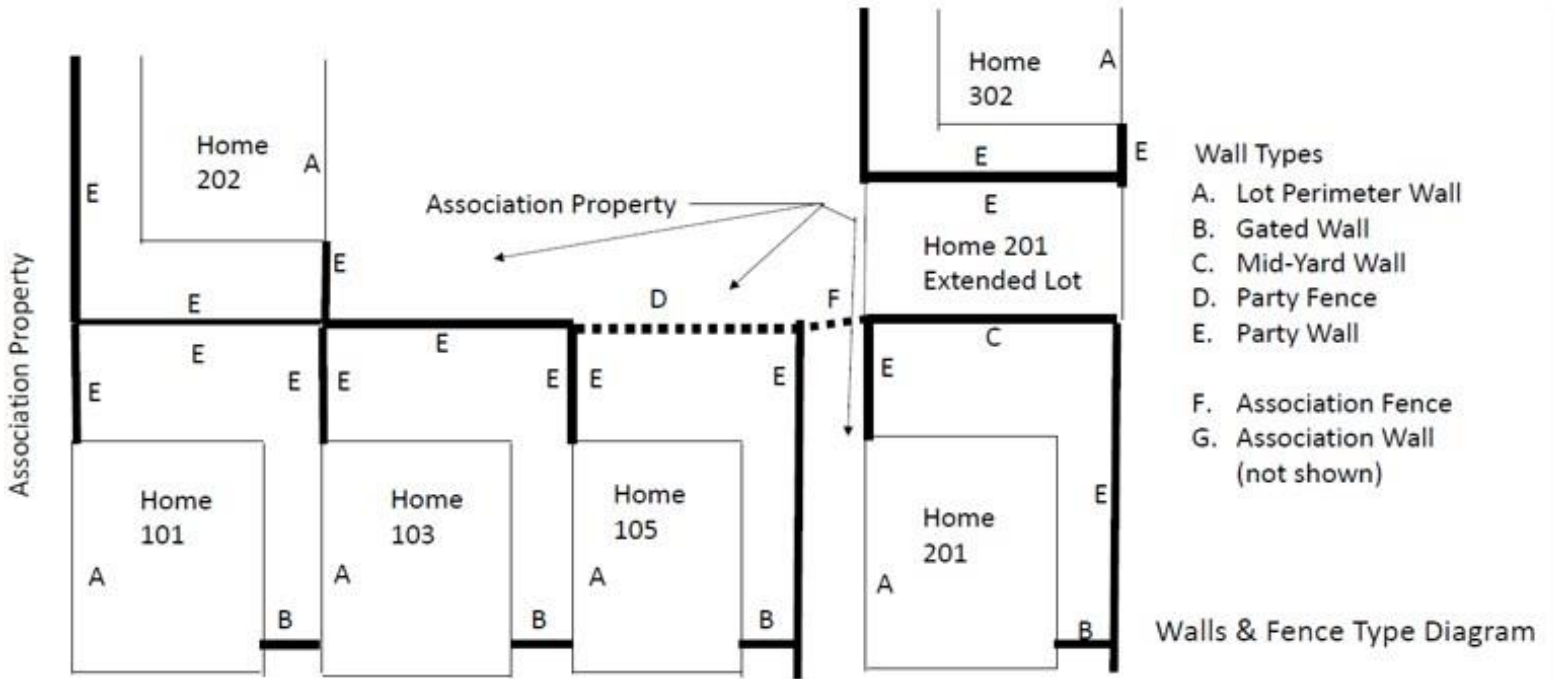 Home
302
A
Home
202
A
E
E
E
E
Association Property
Home 201
Extended Lot
E
E
D
F
E
E
E
C
E
E
E
E
E
E
E
Home
101
A
B
Home
103
A
B
Home
105
A
B
Home
201
A
E
B
Association Property
Wall Types
A. Lot Perimeter Wall
B. Gated Wall
C. Mid-Yard Wall
D. Party Fence
E. Party Wall
F. Association Fence
G. Association Wall
(not shown)
Walls & Fence Type Diagram